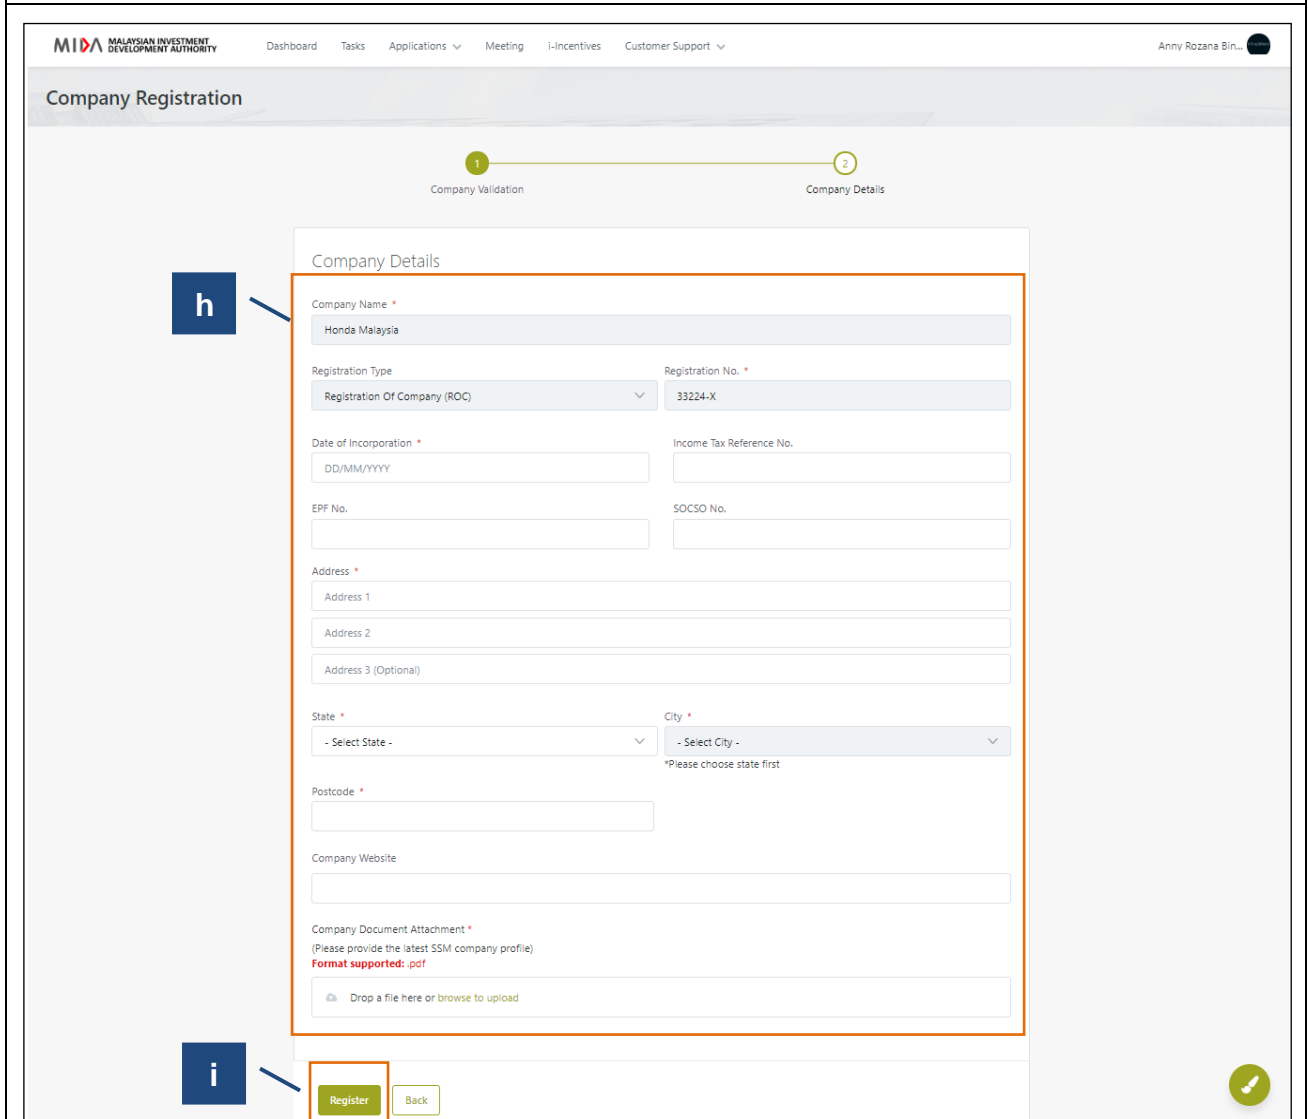 MIDA MALAYSIAN INVESTMENT
DEVELOPMENT AUTHORITY
Dashboard Tasks Applications Meeting i-Incentives Customer Support Anny Rozana Bin...
Company Registration
1 2
Company Validation Company Details
Company Details
h
Company Name *
Honda Malaysia
Registration Type Registration No. *
Registration Of Company (ROC) 33224-X
Date of Incorporation * Income Tax Reference No.
DD/MM/YYYY
EPF No. SOCSO No.
Address *
Address 1
Address 2
Address 3 (Optional)
State * City *
- Select State - - Select City -
*Please choose state first
Postcode *
Company Website
Company Document Attachment *
(Please provide the latest SSM company profile)
Format supported: .pdf
Drop a file here or browse to upload
i
Register Back